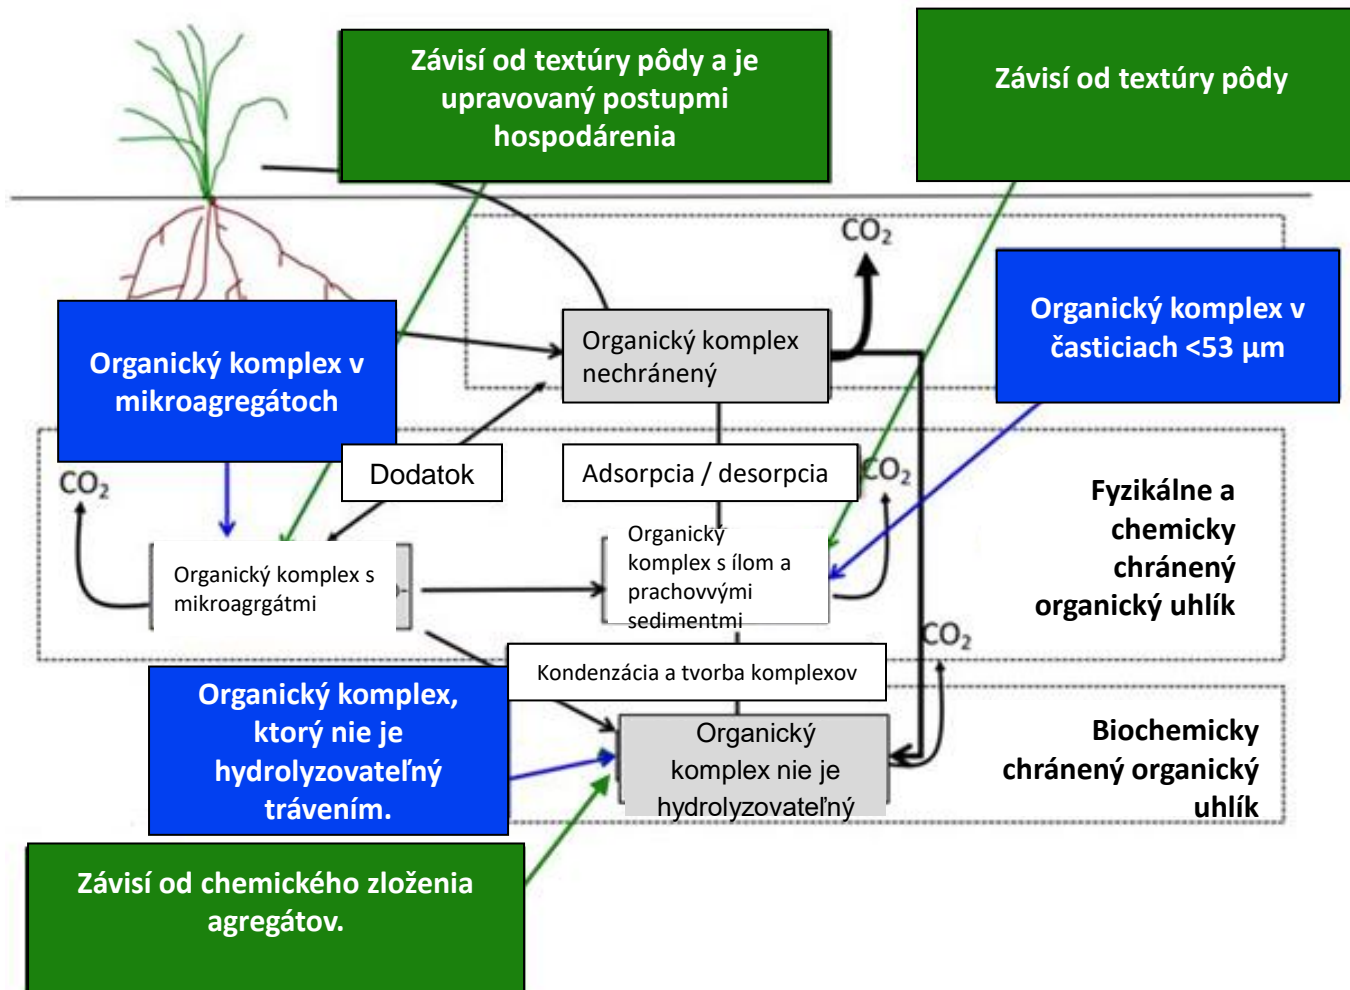 Závisí od textúry pôdy a je
upravovaný postupmi
hospodárenia
Závisí od textúry pôdy
CO₂
Organický komplex v
mikroagregátoch
Organický komplex
nechránený
Organický komplex v
časticiach <53 µm
Dodatok
Adsorpcia / desorpcia
CO₂
CO₂
Fyzikálne a
chemicky
chránený
organický uhlík
Organický komplex s
mikroagrgátmi
o-
Organický
komplex s ílom a
prachovvými
sedimentmi
CO₂
Kondenzácia a tvorba komplexov
Organický komplex,
ktorý nie je
hydrolyzovateľný
trávením.
Organický
komplex nie je
hydrolyzovateľný
Biochemicky
chránený organický
uhlík
Závisí od chemického zloženia
agregátov.